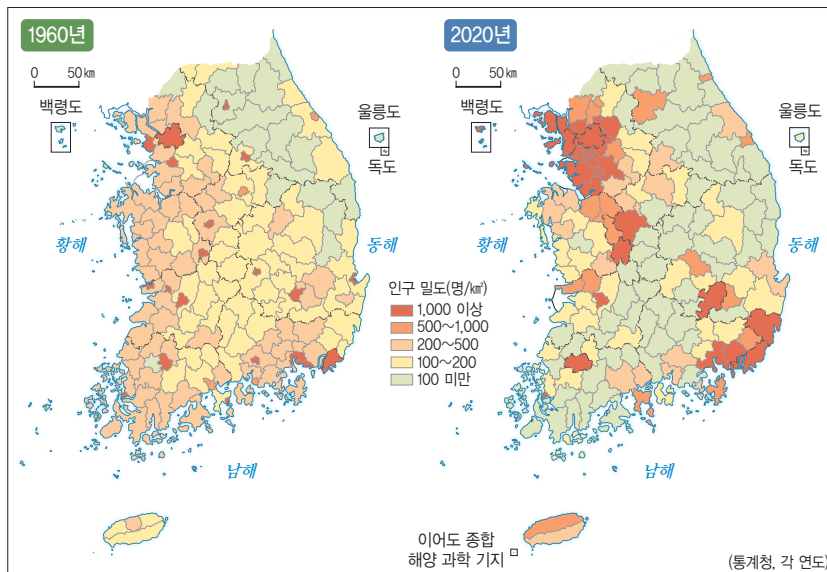 1960년
0 50 km
백령도
울릉도
독도
황해
동해
남해
2020년
0 50 km
백령도
울릉도
독도
황해
동해
남해
인구 밀도(명/km²)
1,000 이상
500~1,000
200~500
100~200
100 미만
이어도 종합
해양 과학 기지
(통계청, 각 연도)